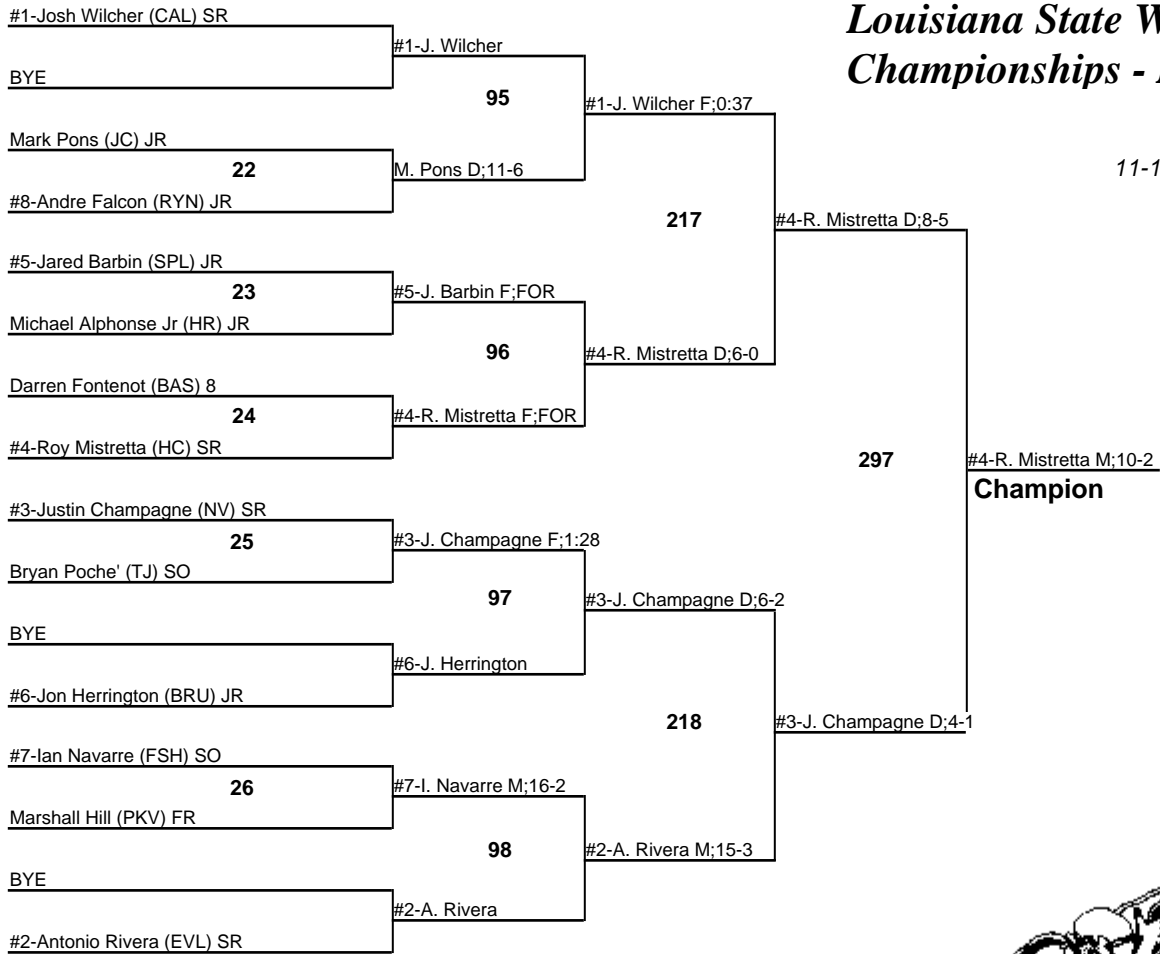 Louisiana State W
Championships -
11-1
#1-Josh Wilcher (CAL) SR
BYE
Mark Pons (JC) JR
22
#8-Andre Falcon (RYN) JR
#5-Jared Barbin (SPL) JR
23
Michael Alphonse Jr (HR) JR
Darren Fontenot (BAS) 8
24
#4-Roy Mistretta (HC) SR
#3-Justin Champagne (NV) SR
25
Bryan Poche' (TJ) SO
BYE
#6-Jon Herrington (BRU) JR
#7-Ian Navarre (FSH) SO
26
Marshall Hill (PKV) FR
BYE
#2-Antonio Rivera (EVL) SR
#1-J. Wilcher
95
M. Pons D;11-6
#5-J. Barbin F;FOR
96
#4-R. Mistretta F;FOR
#3-J. Champagne F;1:28
97
#6-J. Herrington
#7-I. Navarre M;16-2
98
#2-A. Rivera
#1-J. Wilcher F;0:37
217
#4-R. Mistretta D;6-0
#3-J. Champagne D;6-2
218
#2-A. Rivera M;15-3
#4-R. Mistretta D;8-5
297
#3-J. Champagne D;4-1
#4-R. Mistretta M;10-2
Champion